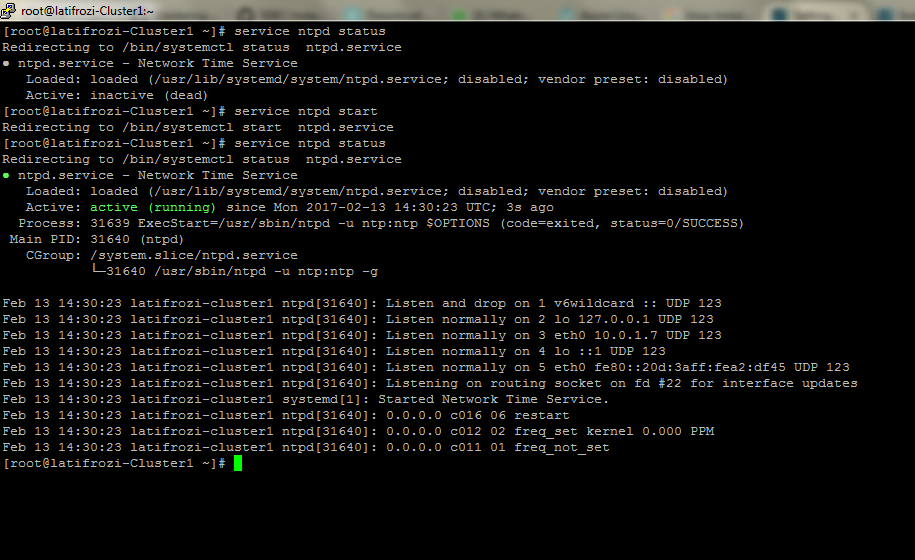 root@latifrozi-Cluster1:~
[root@latifrozi-Cluster1 ~]# service ntpd status
Redirecting to /bin/systemctl status  ntpd.service
● ntpd.service - Network Time Service
   Loaded: loaded (/usr/lib/systemd/system/ntpd.service; disabled; vendor preset: disabled)
   Active: inactive (dead)
[root@latifrozi-Cluster1 ~]# service ntpd start
Redirecting to /bin/systemctl start  ntpd.service
[root@latifrozi-Cluster1 ~]# service ntpd status
Redirecting to /bin/systemctl status  ntpd.service
● ntpd.service - Network Time Service
   Loaded: loaded (/usr/lib/systemd/system/ntpd.service; disabled; vendor preset: disabled)
   Active: active (running) since Mon 2017-02-13 14:30:23 UTC; 3s ago
  Process: 31639 ExecStart=/usr/sbin/ntpd -u ntp:ntp $OPTIONS (code=exited, status=0/SUCCESS)
 Main PID: 31640 (ntpd)
   CGroup: /system.slice/ntpd.service
           └─31640 /usr/sbin/ntpd -u ntp:ntp -g
Feb 13 14:30:23 latifrozi-cluster1 ntpd[31640]: Listen and drop on 1 v6wildcard :: UDP 123
Feb 13 14:30:23 latifrozi-cluster1 ntpd[31640]: Listen normally on 2 lo 127.0.0.1 UDP 123
Feb 13 14:30:23 latifrozi-cluster1 ntpd[31640]: Listen normally on 3 eth0 10.0.1.7 UDP 123
Feb 13 14:30:23 latifrozi-cluster1 ntpd[31640]: Listen normally on 4 lo ::1 UDP 123
Feb 13 14:30:23 latifrozi-cluster1 ntpd[31640]: Listen normally on 5 eth0 fe80::20d:3aff:fea2:df45 UDP 123
Feb 13 14:30:23 latifrozi-cluster1 ntpd[31640]: Listening on routing socket on fd #22 for interface updates
Feb 13 14:30:23 latifrozi-cluster1 systemd[1]: Started Network Time Service.
Feb 13 14:30:23 latifrozi-cluster1 ntpd[31640]: 0.0.0.0 c016 06 restart
Feb 13 14:30:23 latifrozi-cluster1 ntpd[31640]: 0.0.0.0 c012 02 freq_set kernel 0.000 PPM
Feb 13 14:30:23 latifrozi-cluster1 ntpd[31640]: 0.0.0.0 c011 01 freq_not_set
[root@latifrozi-Cluster1 ~]#